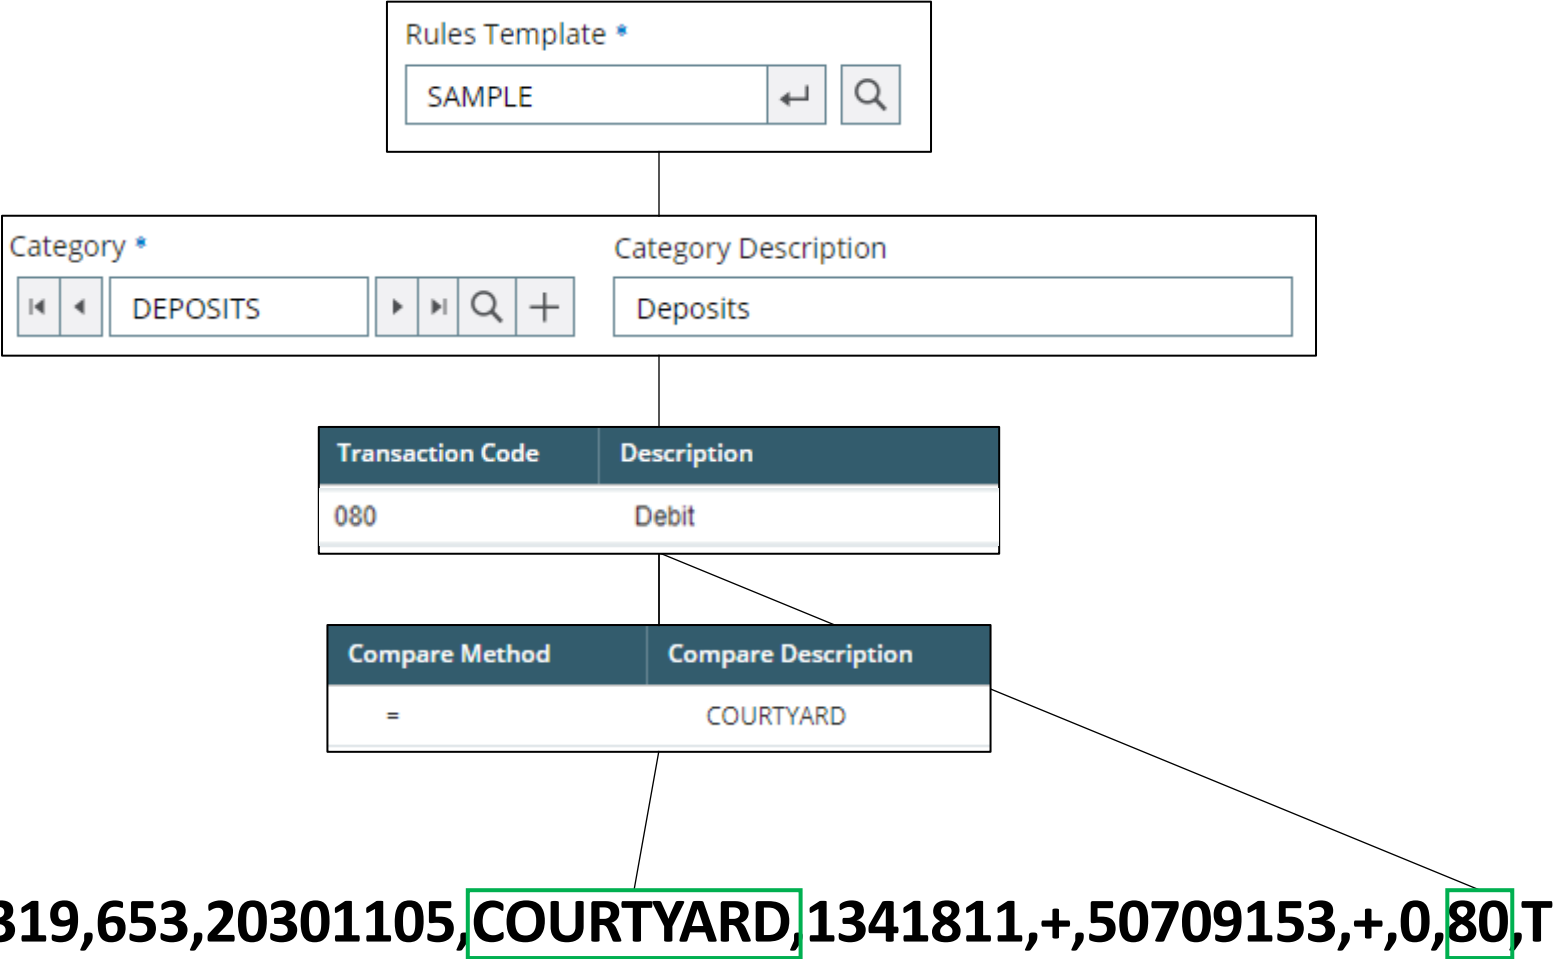 Rules Template *
SAMPLE
Category * Category Description
DEPOSITS Deposits
Transaction Code Description
080 Debit
Compare Method Compare Description
= COURTYARD
319,653,20301105,COURTYARD,1341811,+,50709153,+,0,80,T